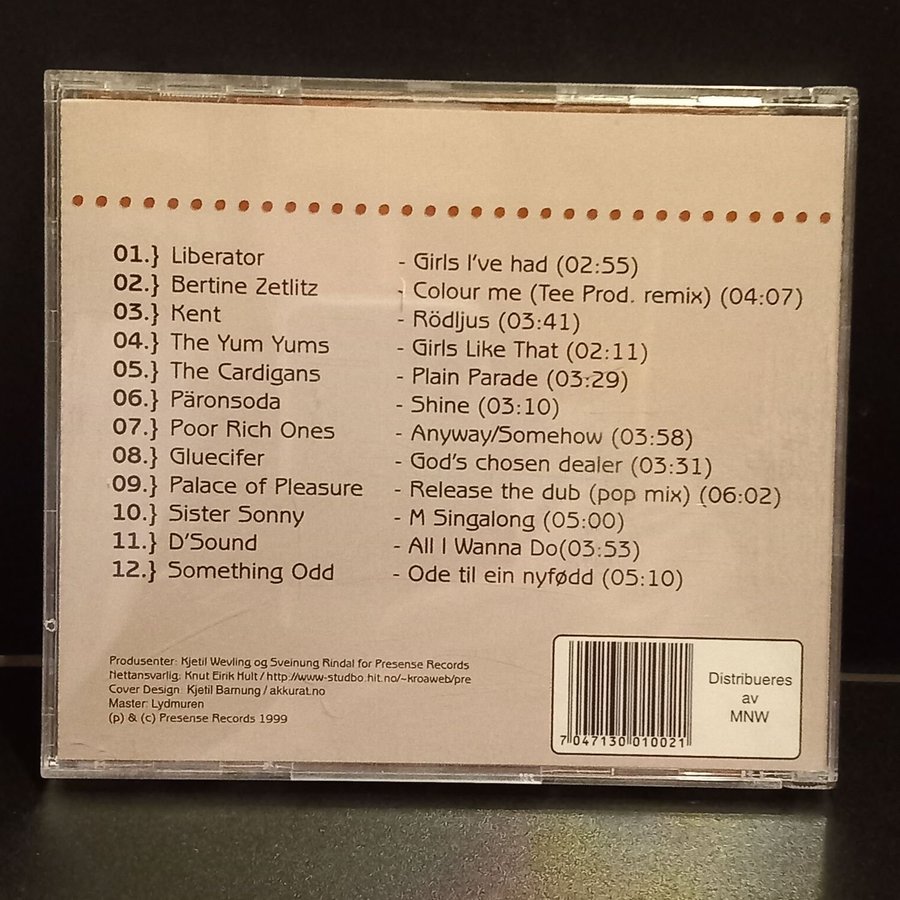 01.} Liberator - Girls I've had (02:55)
02.} Bertine Zetlitz - Colour me (Tee Prod. remix) (04:07)
03.} Kent - Rödljus (03:41)
04.} The Yum Yums - Girls Like That (02:11)
05.} The Cardigans - Plain Parade (03:29)
06.} Päronsoda - Shine (03:10)
07.} Poor Rich Ones - Anyway/Somehow (03:58)
08.} Gluecifer - God's chosen dealer (03:31)
09.} Palace of Pleasure - Release the dub (pop mix) (06:02)
10.} Sister Sonny - M Singalong (05:00)
11.} D'Sound - All I Wanna Do(03:53)
12.} Something Odd - Ode til ein nyfødd (05:10)
Produsenter: Kjetil Wevling og Sveinung Rindal for Presense Records
Nettansvarlig: Knut Eirik Hult / http://www-studbo.hit.no/~kroaweb/pre
Cover Design Kjetil Barnung / akkurat.no
Master: Lydmuren
(p) & (c) Presense Records 1999
7 047130 010021
Distribueres
av
MNW